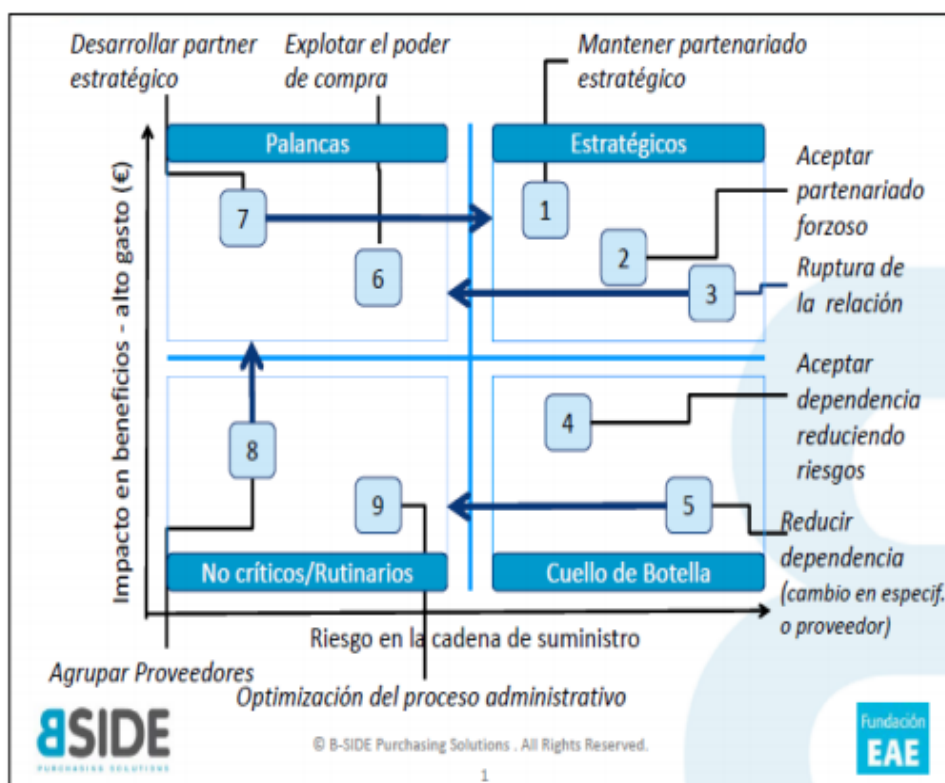 Desarrollar partner
estratégico
Explotar el poder
de compra
Mantener partenariado
estratégico
Palancas
Estratégicos
Aceptar
partenariado
forzoso
7
1
2
6
3
Ruptura de
la relación
Impacto en beneficios - alto gasto (€)
Aceptar
dependencia
reduciendo
riesgos
4
8
9
5
Reducir
dependencia
(cambio en especif.
o proveedor)
No críticos/Rutinarios
Cuello de Botella
Riesgo en la cadena de suministro
Agrupar Proveedores
Optimización del proceso administrativo
BSIDE
PURCHASING SOLUTIONS
© B-SIDE Purchasing Solutions . All Rights Reserved.
1
Fundación
EAE